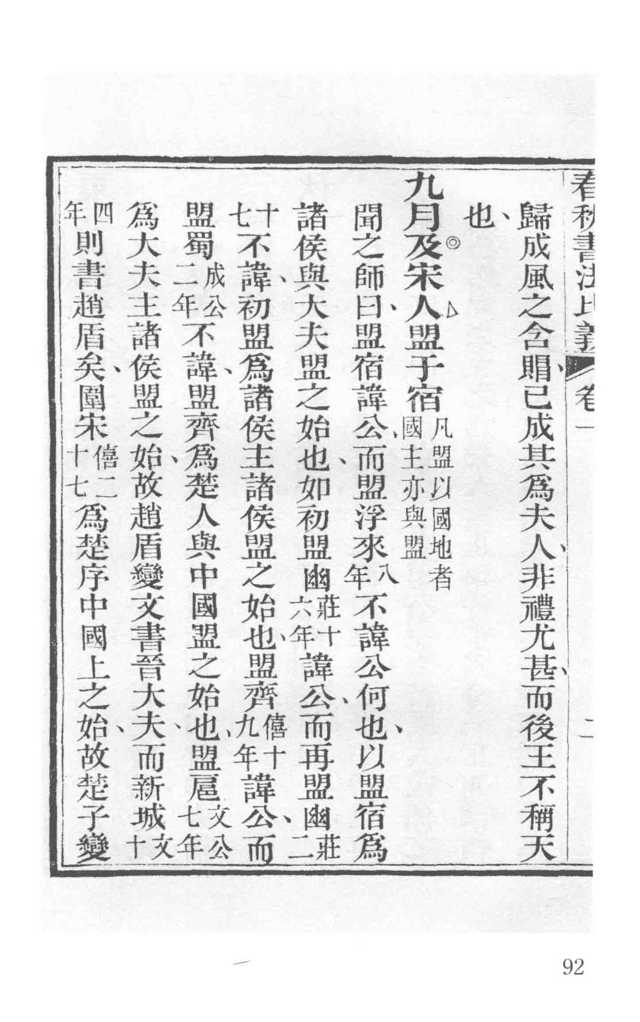 春秋書法比義 卷一 二
歸成風之含賵、已成其爲夫人、非禮尤甚、而後王不稱天
也、
九月及◎宋人△盟于宿 凡盟以國地者國主亦與盟
聞之師曰、盟宿諱公、而盟浮來八年不諱公何也、以盟宿爲
諸侯與大夫盟之始也、如初盟幽莊十六年諱公、而再盟幽莊二
十七不諱、初盟爲諸侯主諸侯盟之始也、盟齊僖十九年諱公、而
盟蜀成公二年不諱、盟齊爲楚人與中國盟之始也、盟扈文公七年
爲大夫主諸侯盟之始、故趙盾變文書晉大夫、而新城文十
四年則書趙盾矣、圍宋僖二十七爲楚序中國上之始、故楚子變
92